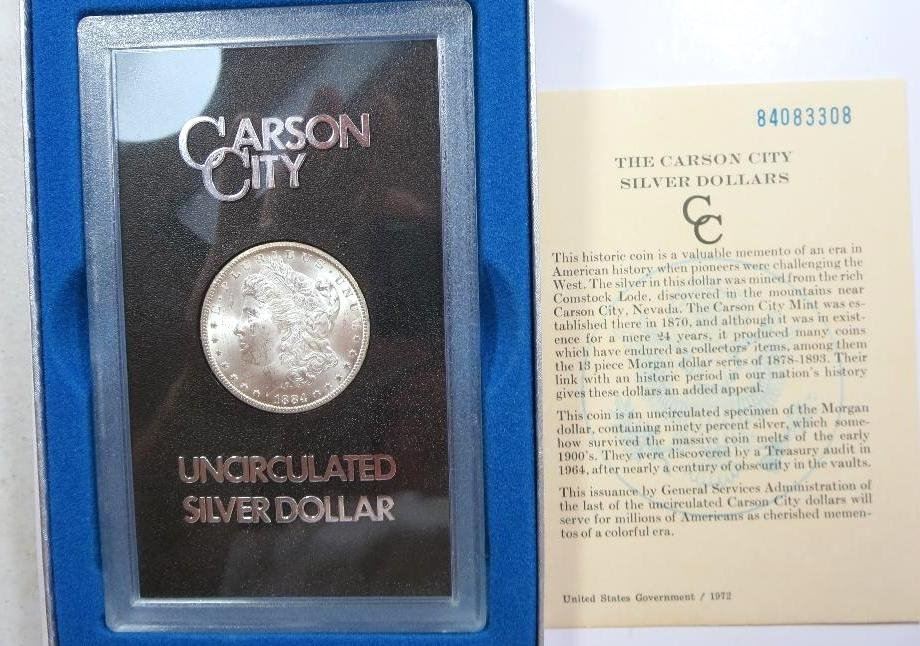 CARSON
CITY
E PLURIBUS UNUM
1884
UNCIRCULATED
SILVER DOLLAR
84083308
THE CARSON CITY
SILVER DOLLARS
CC
This historic coin is a valuable memento of an era in
American history when pioneers were challenging the
West. The silver in this dollar was mined from the rich
Comstock Lode, discovered in the mountains near
Carson City, Nevada. The Carson City Mint was es-
tablished there in 1870, and although it was in exist-
ence for a mere 24 years, it produced many coins
which have endured as collectors' items, among them
the 13 piece Morgan dollar series of 1878-1893. Their
link with an historic period in our nation's history
gives these dollars an added appeal.
This coin is an uncirculated specimen of the Morgan
dollar, containing ninety percent silver, which some-
how survived the massive coin melts of the early
1900's. They were discovered by a Treasury audit in
1964, after nearly a century of obscurity in the vaults.
This issuance by General Services Administration of
the last of the uncirculated Carson City dollars will
serve for millions of Americans as cherished memen-
tos of a colorful era.
United States Government / 1972